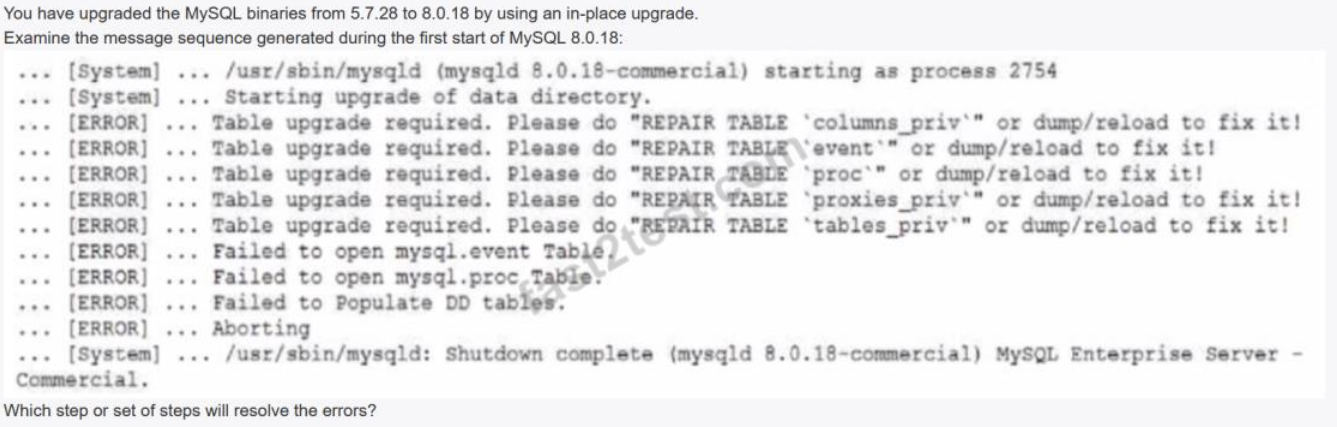 You have upgraded the MySQL binaries from 5.7.28 to 8.0.18 by using an in-place upgrade.
Examine the message sequence generated during the first start of MySQL 8.0.18:
... [System] ... /usr/sbin/mysqld (mysqld 8.0.18-commercial) starting as process 2754
... [System] ... Starting upgrade of data directory.
... [ERROR] ... Table upgrade required. Please do "REPAIR TABLE `columns_priv`" or dump/reload to fix it!
... [ERROR] ... Table upgrade required. Please do "REPAIR TABLE `event`" or dump/reload to fix it!
... [ERROR] ... Table upgrade required. Please do "REPAIR TABLE `proc`" or dump/reload to fix it!
... [ERROR] ... Table upgrade required. Please do "REPAIR TABLE `proxies_priv`" or dump/reload to fix it!
... [ERROR] ... Table upgrade required. Please do "REPAIR TABLE `tables_priv`" or dump/reload to fix it!
... [ERROR] ... Failed to open mysql.event Table.
... [ERROR] ... Failed to open mysql.proc Table.
... [ERROR] ... Failed to Populate DD tables.
... [ERROR] ... Aborting
... [System] ... /usr/sbin/mysqld: Shutdown complete (mysqld 8.0.18-commercial) MySQL Enterprise Server -
Commercial.
Which step or set of steps will resolve the errors?